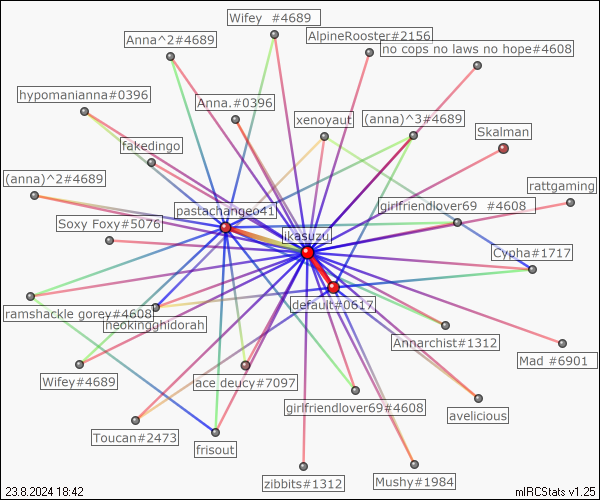 Wifey #4689
AlpineRooster#2156
Anna^2#4689
no cops no laws no hope#4608
hypomanianna#0396
Anna.#0396
xenoyaut
(anna)^3#4689
Skalman
fakedingo
(anna)^2#4689
rattgaming
pastachangeo41
girlfriendlover69 #4608
Soxy Foxy#5076
ikasuzu
Cypha#1717
default#0617
ramshackle gorey#4608
neokingghidorah
Annarchist#1312
Mad #6901
Wifey#4689
ace deucy#7097
girlfriendlover69#4608
avelicious
Toucan#2473
frisout
zibbits#1312
Mushy#1984
23.8.2024 18:42
mIRCStats v1.25